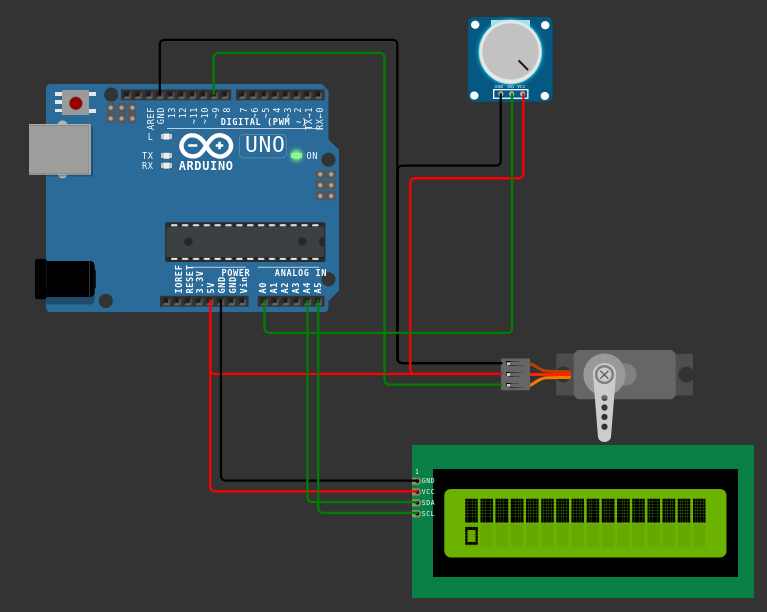 GND SIG VCC
AREF
GND
13
12
~11
~10
~9
8
7
~6
~5
4
~3
2
TX→1
RX←0
DIGITAL (PWM ~)
L
TX
RX
UNO
ON
ARDUINO
IOREF
RESET
3.3V
5V
GND
GND
Vin
POWER
ANALOG IN
A0
A1
A2
A3
A4
A5
1
GND
VCC
SDA
SCL